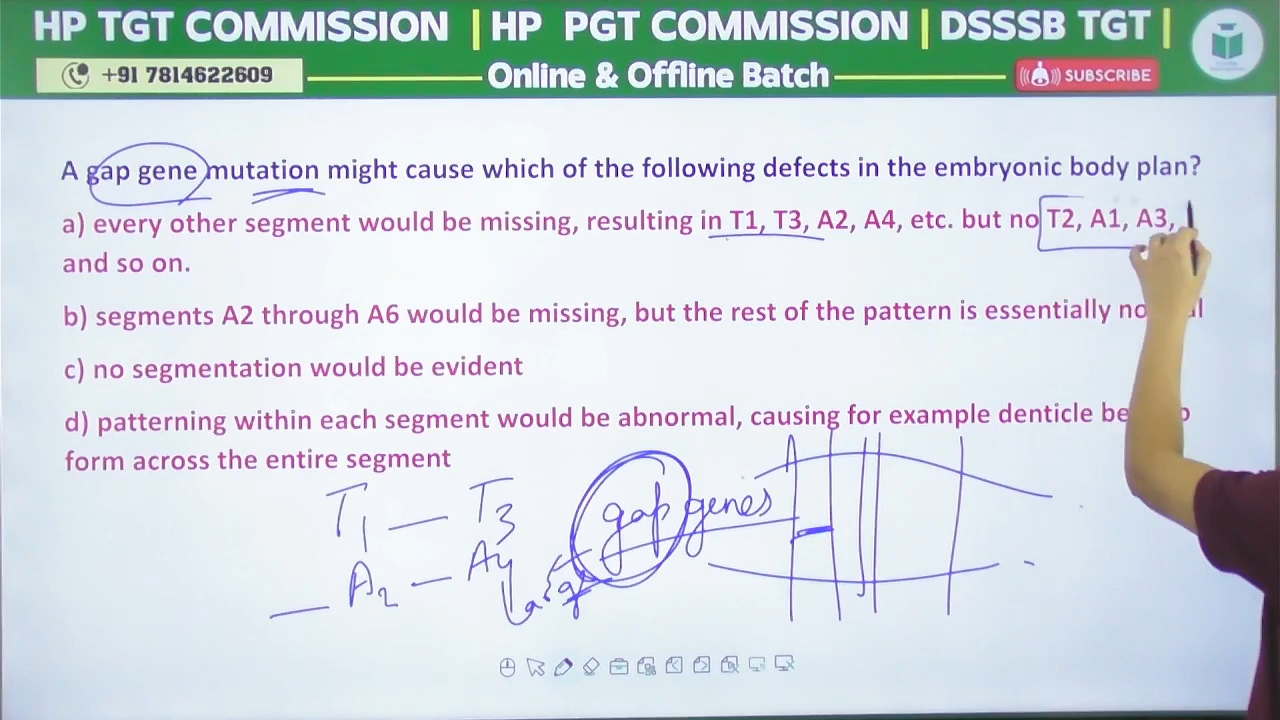 HP TGT COMMISSION | HP PGT COMMISSION | DSSSB TGT |
+91 7814622609
Online & Offline Batch
SUBSCRIBE
A gap gene mutation might cause which of the following defects in the embryonic body plan?
a) every other segment would be missing, resulting in T1, T3, A2, A4, etc. but no T2, A1, A3,
and so on.
b) segments A2 through A6 would be missing, but the rest of the pattern is essentially
c) no segmentation would be evident
d) patterning within each segment would be abnormal, causing for example denticle
form across the entire segment
T1 — T3
gap genes
A2 — A4